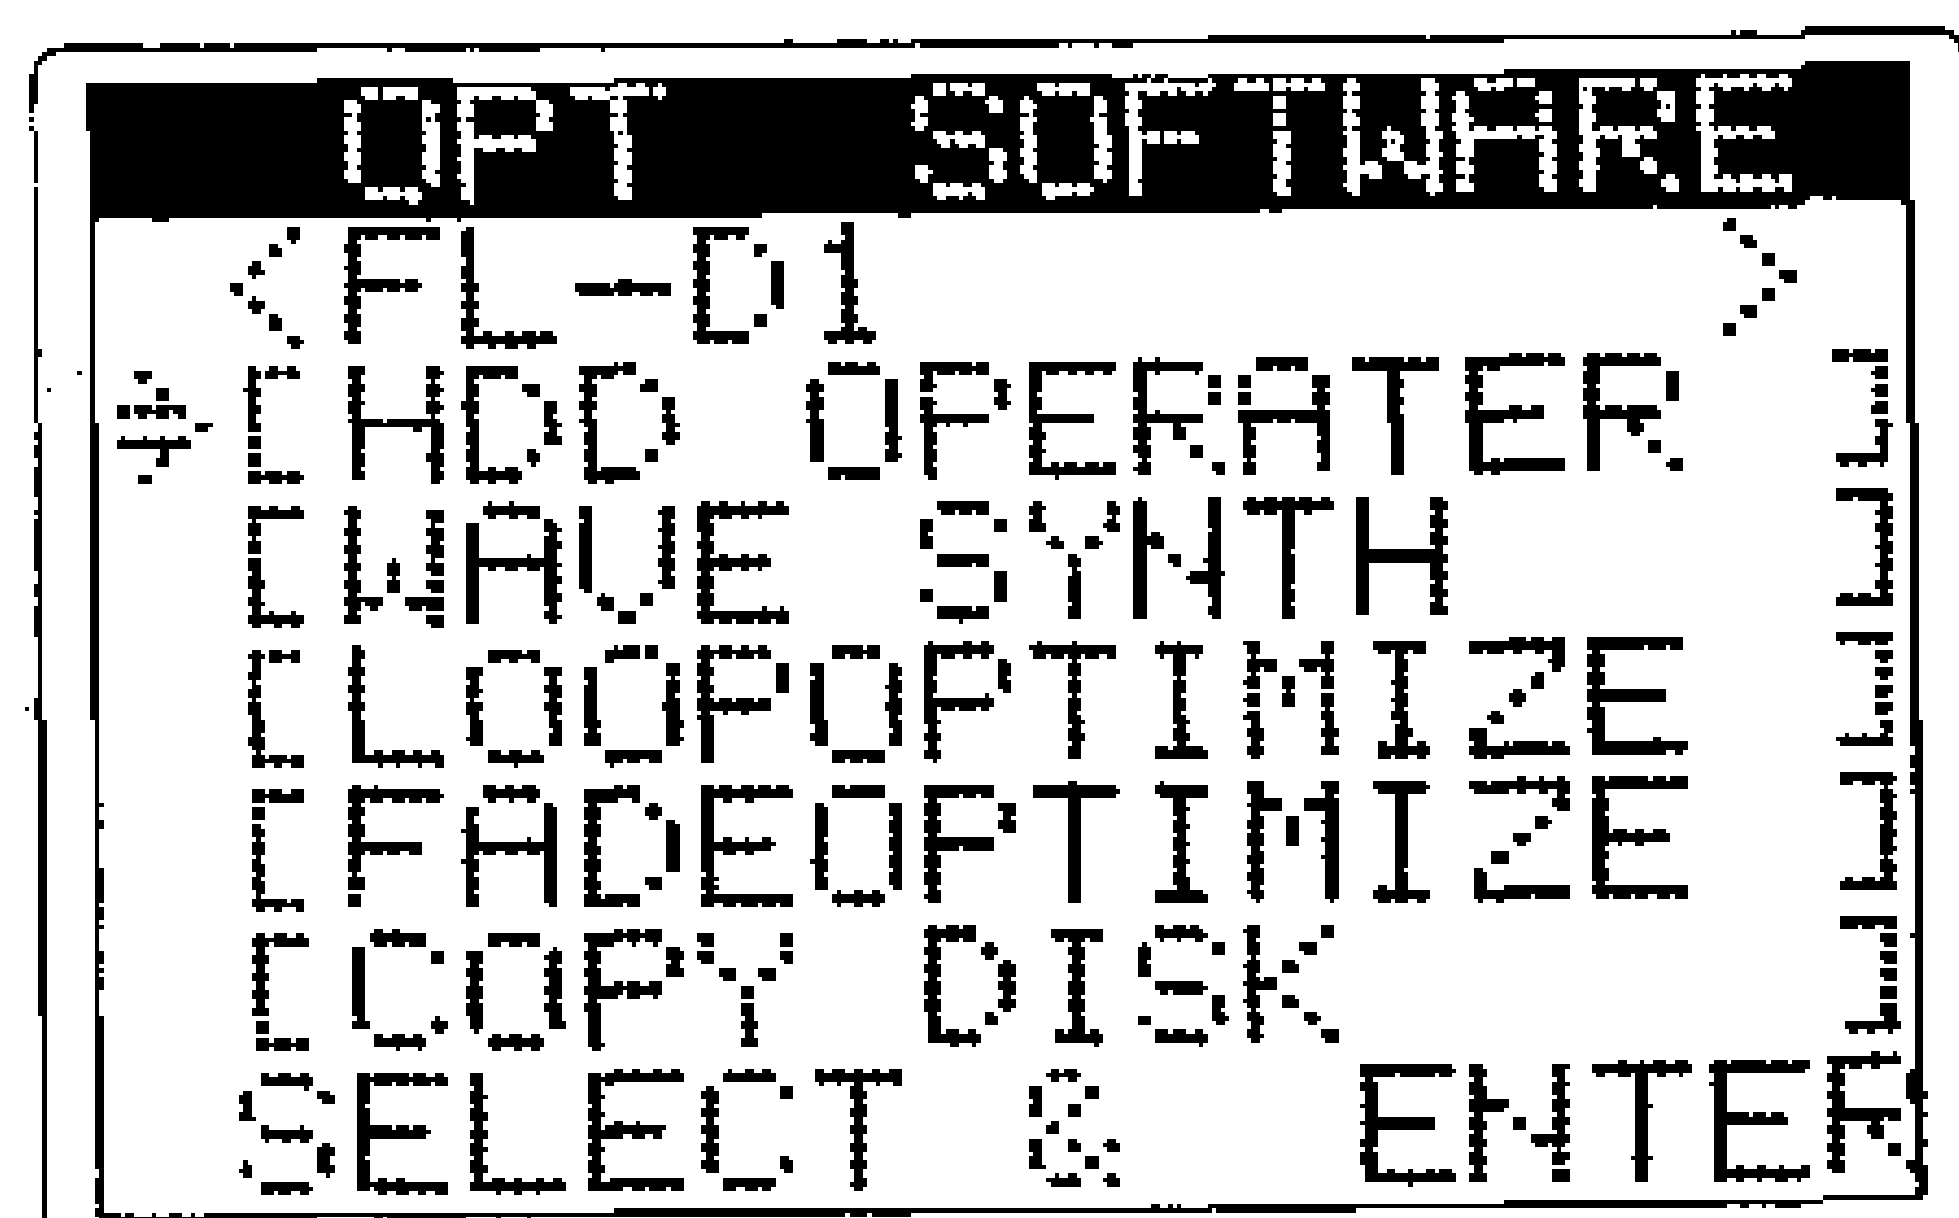 OPT SOFTWARE
<FL-D1 >
→[HDD OPERATER ]
[WAVE SYNTH ]
[LOOPOPTIMIZE ]
[FADEOPTIMIZE ]
[COPY DISK ]
SELECT & ENTER